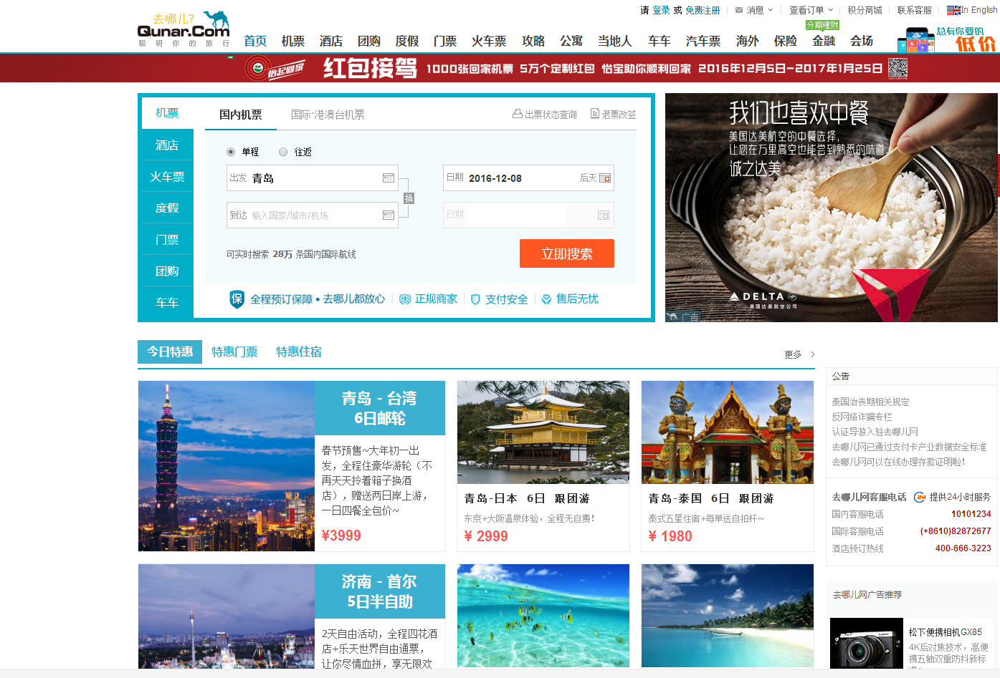 请 登录 或 免费注册 消息 查看订单 积分商城 联系客服 In English
去哪儿?
Qunar.Com
聪明你的旅行
分期理财
首页 机票 酒店 团购 度假 门票 火车票 攻略 公寓 当地人 车车 汽车票 海外 保险 金融 会场
总有你要的
低价
怡起回家 红包接驾 1000张回家机票 5万个定制红包 怡宝助你顺利回家 2016年12月5日-2017年1月25日
机票
酒店
火车票
度假
门票
团购
车车
国内机票 国际·港澳台机票 出票状态查询 退票改签
单程 往返
出发 青岛 日期 2016-12-08 后天
换
到达 输入国家/城市/机场 日期
可实时搜索 28万 条国内国际航线 立即搜索
保 全程预订保障 • 去哪儿都放心 正规商家 支付安全 售后无忧
我们也喜欢中餐
美国达美航空的中餐选择，
让您在万里高空也能尝到熟悉的味道。
诚之达美
DELTA
美国达美航空公司
广告
今日特惠 特惠门票 特惠住宿 更多
青岛 - 台湾
6日邮轮
春节预售~大年初一出
发，全程住豪华游轮（不
再天天拎着箱子换酒
店），赠送两日岸上游，
一日四餐全包价~
¥3999
青岛-日本 6日 跟团游
东京+大阪温泉体验，全程无自费！
¥ 2999
青岛-泰国 6日 跟团游
泰式五星住宿+每单送自拍杆~
¥ 1980
济南 - 首尔
5日半自助
2天自由活动，全程四花酒
店+乐天世界自由通票，
让你尽情血拼，享无限欢
公告
泰国治丧期相关规定
反网络诈骗专栏
认证导游入驻去哪儿网
去哪儿网已通过支付卡产业数据安全标准
去哪儿网可以在线办理存款证明啦！
去哪儿网客服电话 24 提供24小时服务
国内客服电话 10101234
国际客服电话 (+8610)82872677
酒店预订热线 400-666-3223
去哪儿网广告推荐
LUMIX
松下便携相机GX85
4K后对焦技术，高便
携五轴双重防抖新标